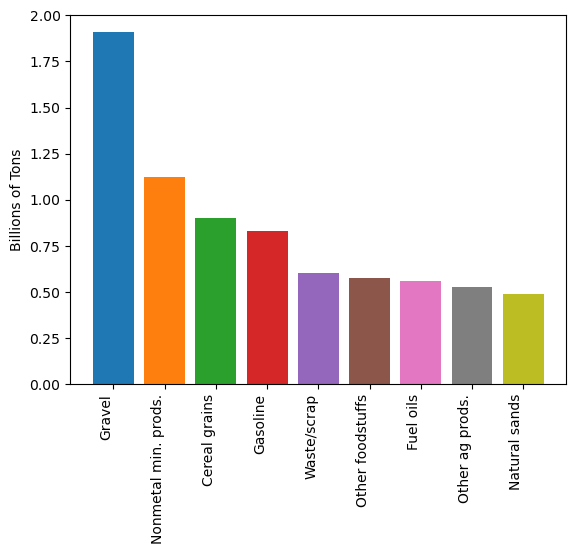 2.00
1.75
1.50
1.25
1.00
0.75
0.50
0.25
0.00
Billions of Tons
Gravel
Nonmetal min. prods.
Cereal grains
Gasoline
Waste/scrap
Other foodstuffs
Fuel oils
Other ag prods.
Natural sands